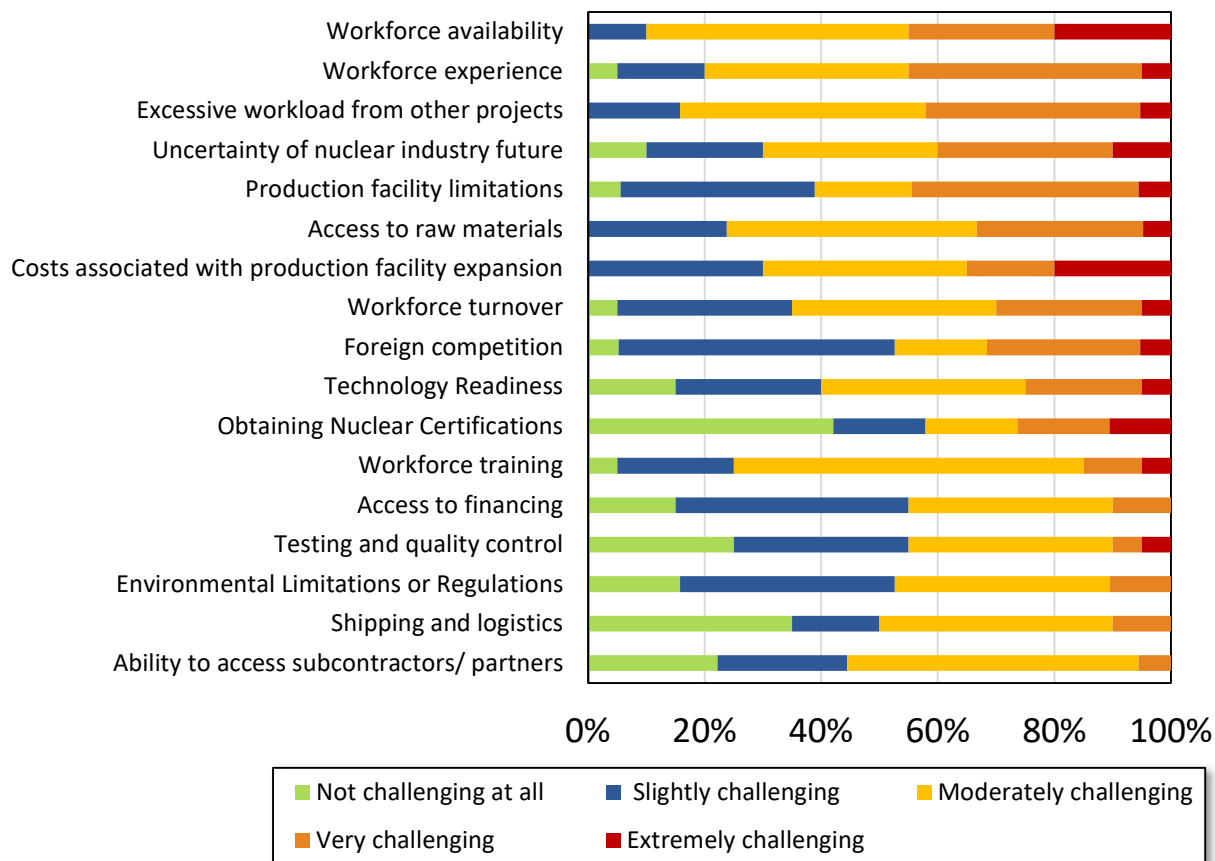 Workforce availability
Workforce experience
Excessive workload from other projects
Uncertainty of nuclear industry future
Production facility limitations
Access to raw materials
Costs associated with production facility expansion
Workforce turnover
Foreign competition
Technology Readiness
Obtaining Nuclear Certifications
Workforce training
Access to financing
Testing and quality control
Environmental Limitations or Regulations
Shipping and logistics
Ability to access subcontractors/ partners
0% 20% 40% 60% 80% 100%
Not challenging at all Slightly challenging Moderately challenging
Very challenging Extremely challenging